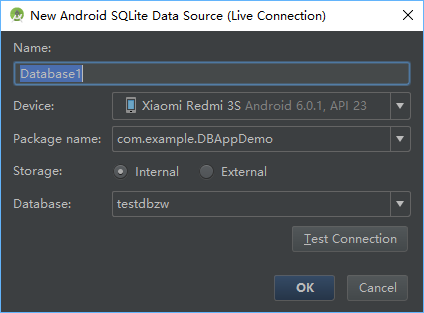 New Android SQLite Data Source (Live Connection)
Name:
Database1
Device: Xiaomi Redmi 3S Android 6.0.1, API 23
Package name: com.example.DBAppDemo
Storage: Internal External
Database: testdbzw
Test Connection
OK Cancel